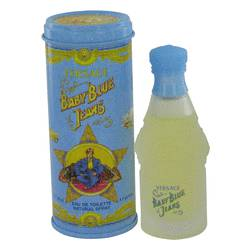 VERSACE
BABY BLUE
JEANS
EAU DE TOILETTE
NATURAL SPRAY
VERSACE
BABY BLUE
JEANS